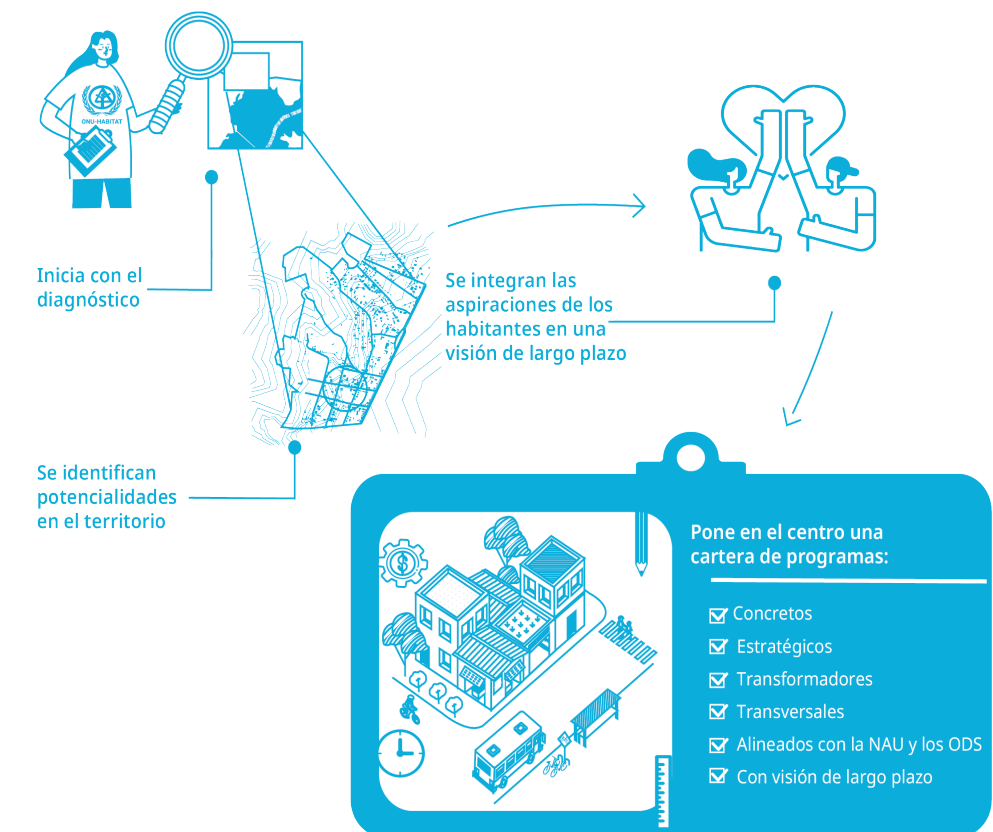 ONU-HABITAT
Inicia con el
diagnóstico
Se integran las
aspiraciones de los
habitantes en una
visión de largo plazo
Se identifican
potencialidades
en el territorio
Pone en el centro una
cartera de programas:
Concretos
Estratégicos
Transformadores
Transversales
Alineados con la NAU y los ODS
Con visión de largo plazo
$